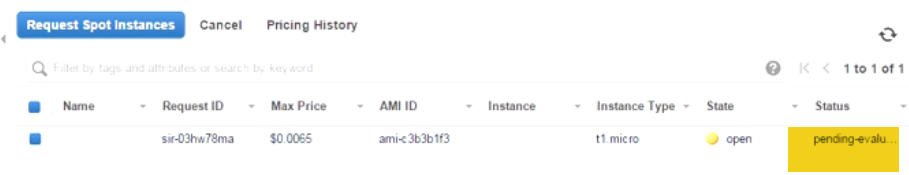 Request Spot Instances Cancel Pricing History
Filter by tags and attributes or search by keyword
1 to 1 of 1
Name Request ID Max Price AMI ID Instance Instance Type State Status
sir-03hw78ma $0.0065 ami-c3b3b1f3 t1.micro open pending-evalu...